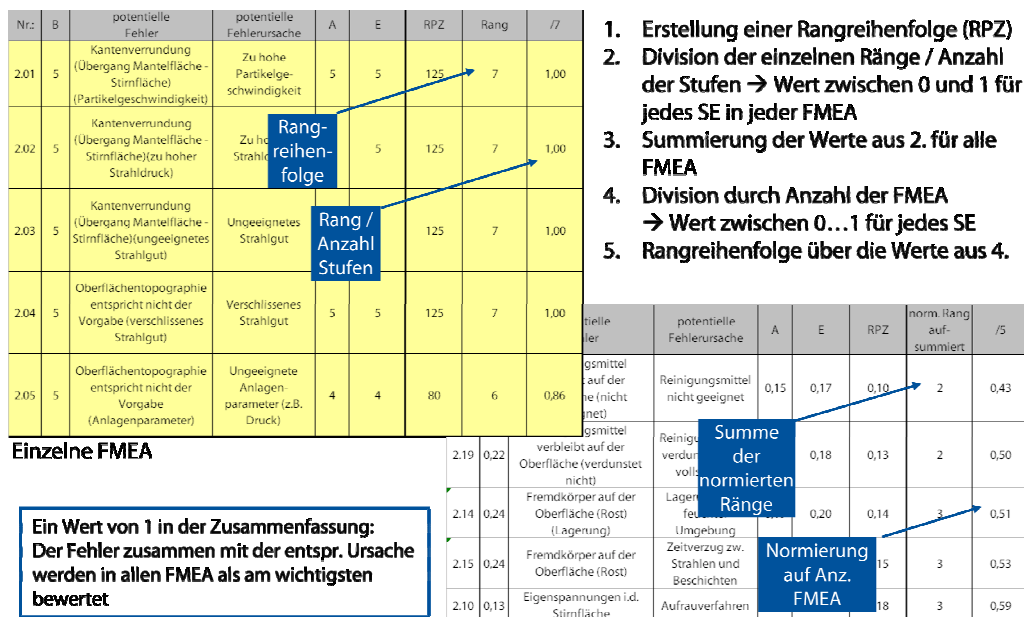 Nr.: B potentielle Fehler potentielle Fehlerursache A E RPZ Rang /7
2.01 5 Kantenverrundung (Übergang Mantelfläche - Stirnfläche) (Partikelgeschwindigkeit) Zu hohe Partikelge- schwindigkeit 5 5 125 7 1,00
2.02 5 Kantenverrundung (Übergang Mantelfläche - Stirnfläche)(zu hoher Strahldruck) 5 125 7 1,00
2.03 5 Kantenverrundung (Übergang Mantelfläche - Stirnfläche)(ungeeignetes Strahlgut) Ungeeignetes Strahlgut 125 7 1,00
2.04 5 Oberflächentopographie entspricht nicht der Vorgabe (verschlissenes Strahlgut) Verschlissenes Strahlgut 5 5 125 7 1,00
2.05 5 Oberflächentopographie entspricht nicht der Vorgabe (Anlagenparameter) Ungeeignete Anlagen- parameter (z.B. Druck) 4 4 80 6 0,86
Rang-
reihen-
folge
Rang /
Anzahl
Stufen
Einzelne FMEA
1. Erstellung einer Rangreihenfolge (RPZ)
2. Division der einzelnen Ränge / Anzahl
der Stufen → Wert zwischen 0 und 1 für
jedes SE in jeder FMEA
3. Summierung der Werte aus 2. für alle
FMEA
4. Division durch Anzahl der FMEA
→ Wert zwischen 0…1 für jedes SE
5. Rangreihenfolge über die Werte aus 4.
potentielle Fehlerursache A E RPZ norm. Rang auf- summiert /5
Reinigungsmittel nicht geeignet 0,15 0,17 0,10 2 0,43
2.19 0,22 verbleibt auf der Oberfläche (verdunstet nicht) 0,18 0,13 2 0,50
2.14 0,24 Fremdkörper auf der Oberfläche (Rost) (Lagerung) Umgebung 0,20 0,14 3 0,51
2.15 0,24 Fremdkörper auf der Oberfläche (Rost) Zeitverzug zw. Strahlen und Beschichten 3 0,53
2.10 0,13 Eigenspannungen i.d. Stirnfläche Aufrauverfahren 3 0,59
Summe
der
normierten
Ränge
Normierung
auf Anz.
FMEA
Ein Wert von 1 in der Zusammenfassung:
Der Fehler zusammen mit der entspr. Ursache
werden in allen FMEA als am wichtigsten
bewertet